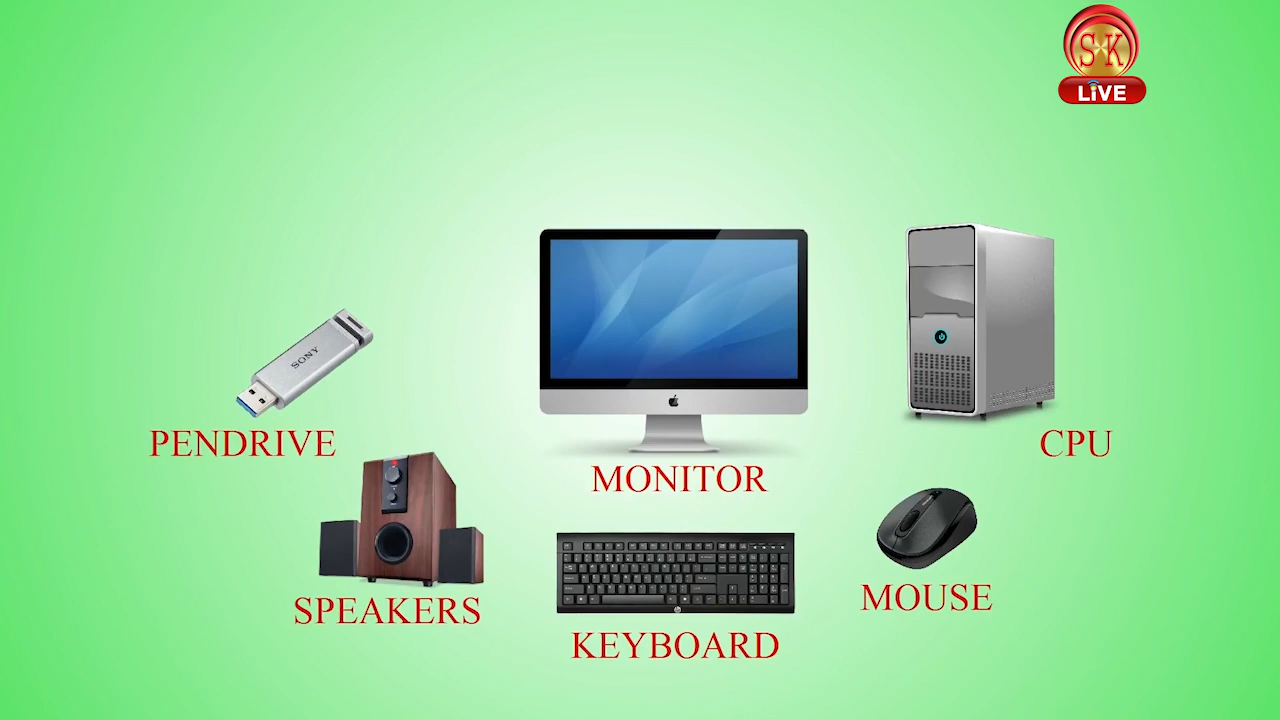 SK
LIVE
SONY
PENDRIVE
MONITOR
CPU
SPEAKERS
KEYBOARD
MOUSE